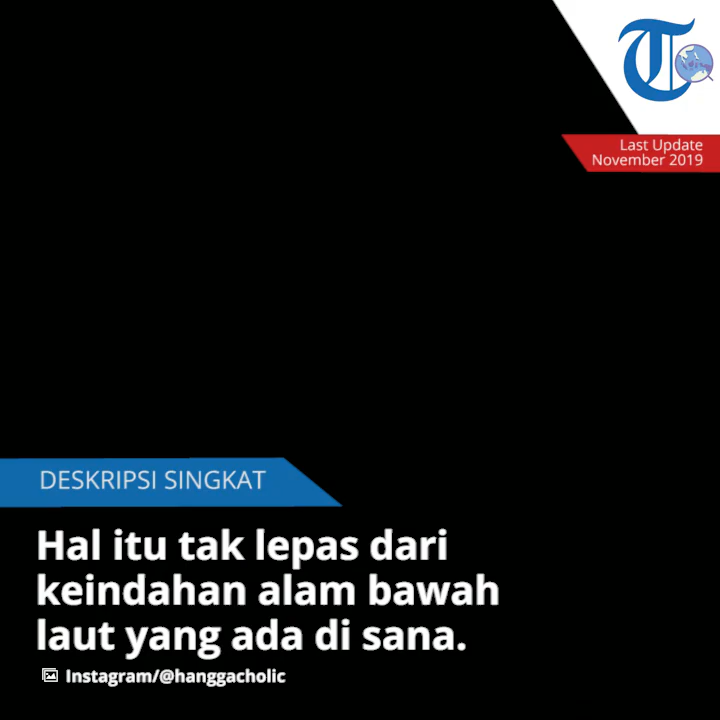 T
Last Update
November 2019
DESKRIPSI SINGKAT
Hal itu tak lepas dari
keindahan alam bawah
laut yang ada di sana.
Instagram/@hanggacholic